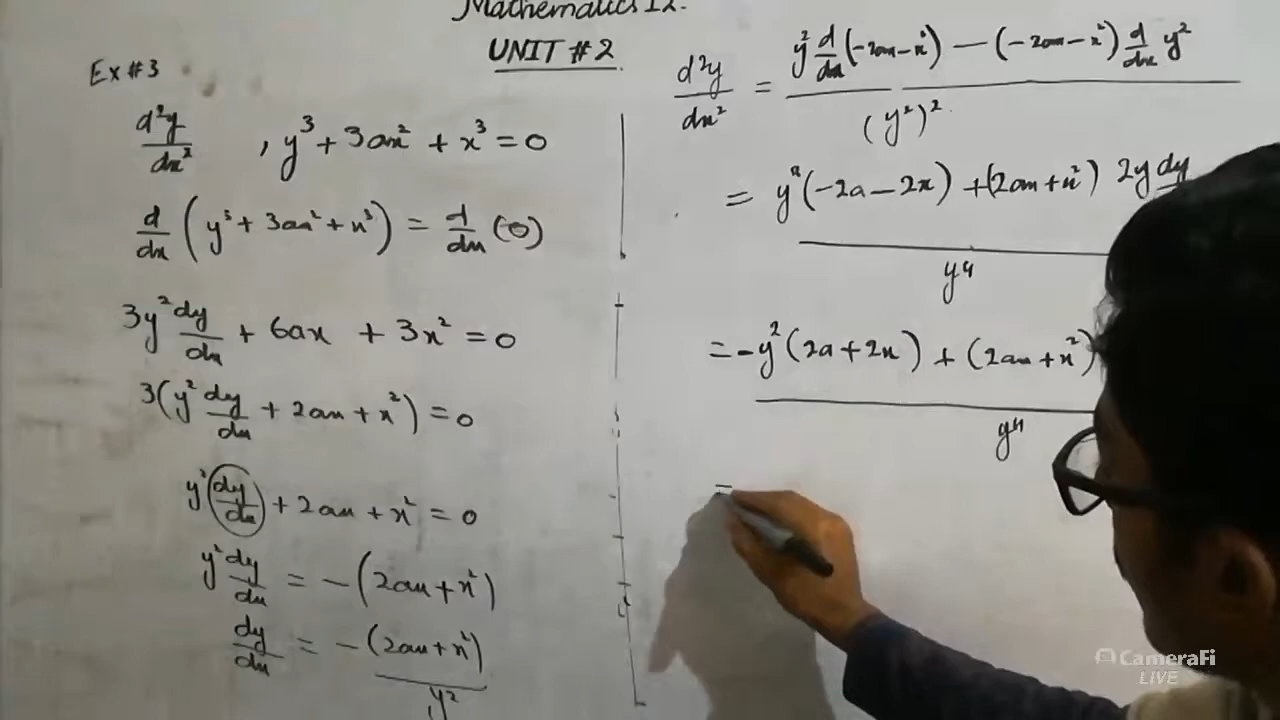 Mathematics 12.
UNIT # 2
Ex # 3
d²y/dx² , y³ + 3ax² + x³ = 0
d/dx (y³ + 3ax² + x³) = d/dx (0)
3y² dy/dx + 6ax + 3x² = 0
3(y² dy/dx + 2ax + x²) = 0
y² (dy/dx) + 2ax + x² = 0
y² dy/dx = -(2ax + x²)
dy/dx = -(2ax + x²)/y²
d²y/dx² = y² d/dx (-2ax - x²) - (-2ax - x²) d/dx y² / (y²)²
= y²(-2a - 2x) + (2ax + x²) 2y dy / y⁴
= -y²(2a + 2x) + (2ax + x²) / y⁴
CameraFi
LIVE